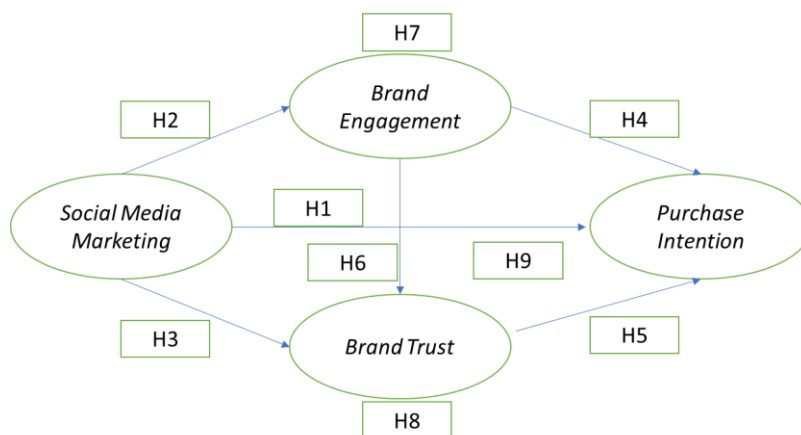 H7
Brand
Engagement
H2
H4
Social Media
Marketing
H1
Purchase
Intention
H6
H9
H3
Brand Trust
H5
H8